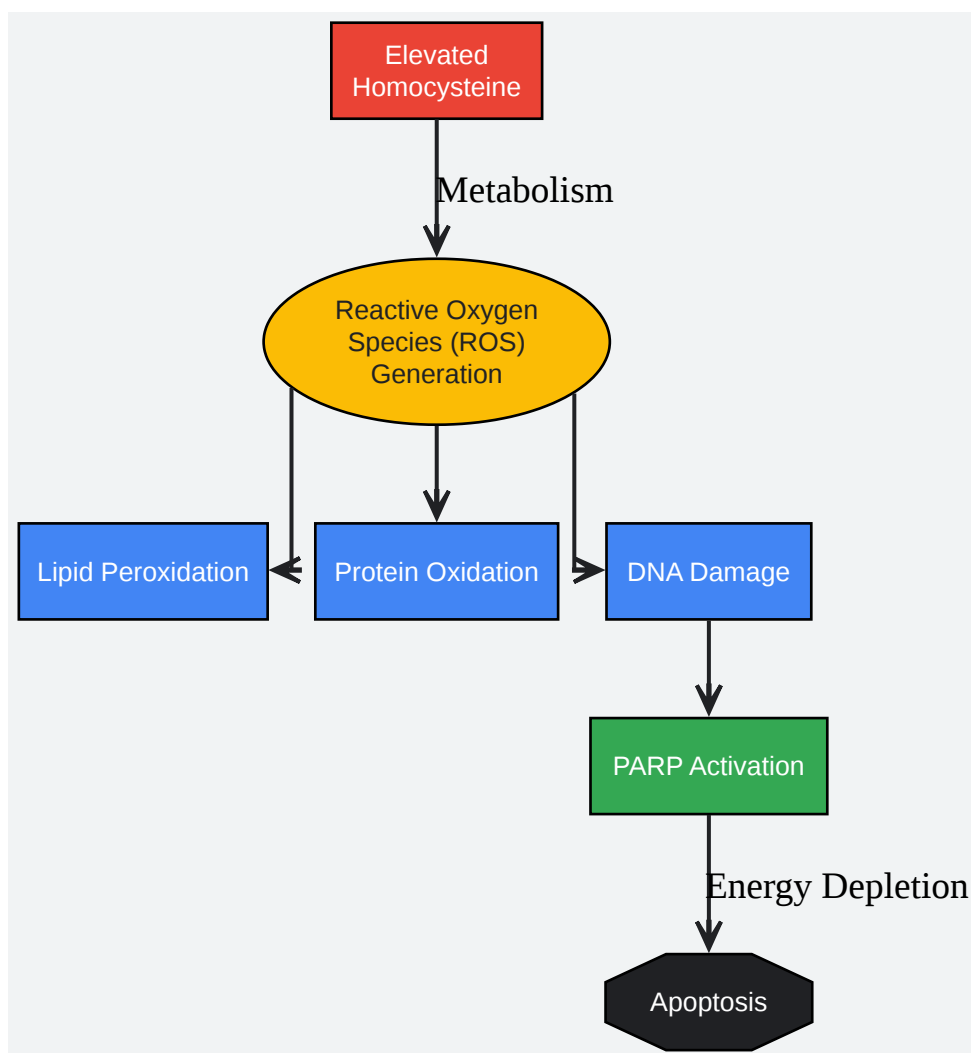 Elevated
Homocysteine
Metabolism
Reactive Oxygen
Species (ROS)
Generation
Lipid Peroxidation
Protein Oxidation
DNA Damage
PARP Activation
Energy Depletion
Apoptosis